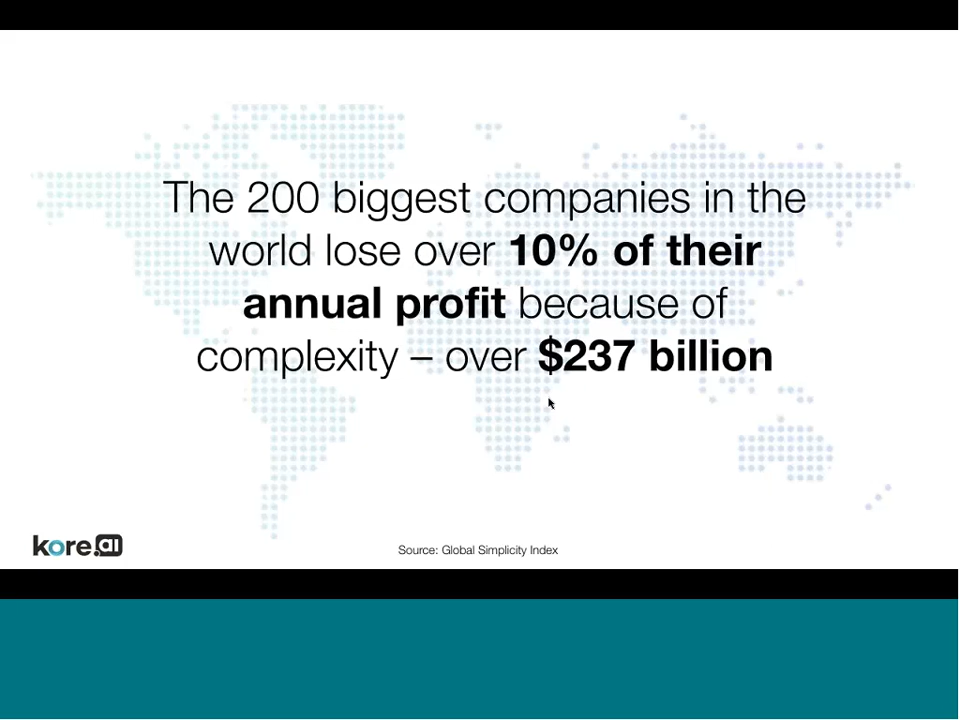 The 200 biggest companies in the
world lose over 10% of their
annual profit because of
complexity – over $237 billion
kore.ai
Source: Global Simplicity Index